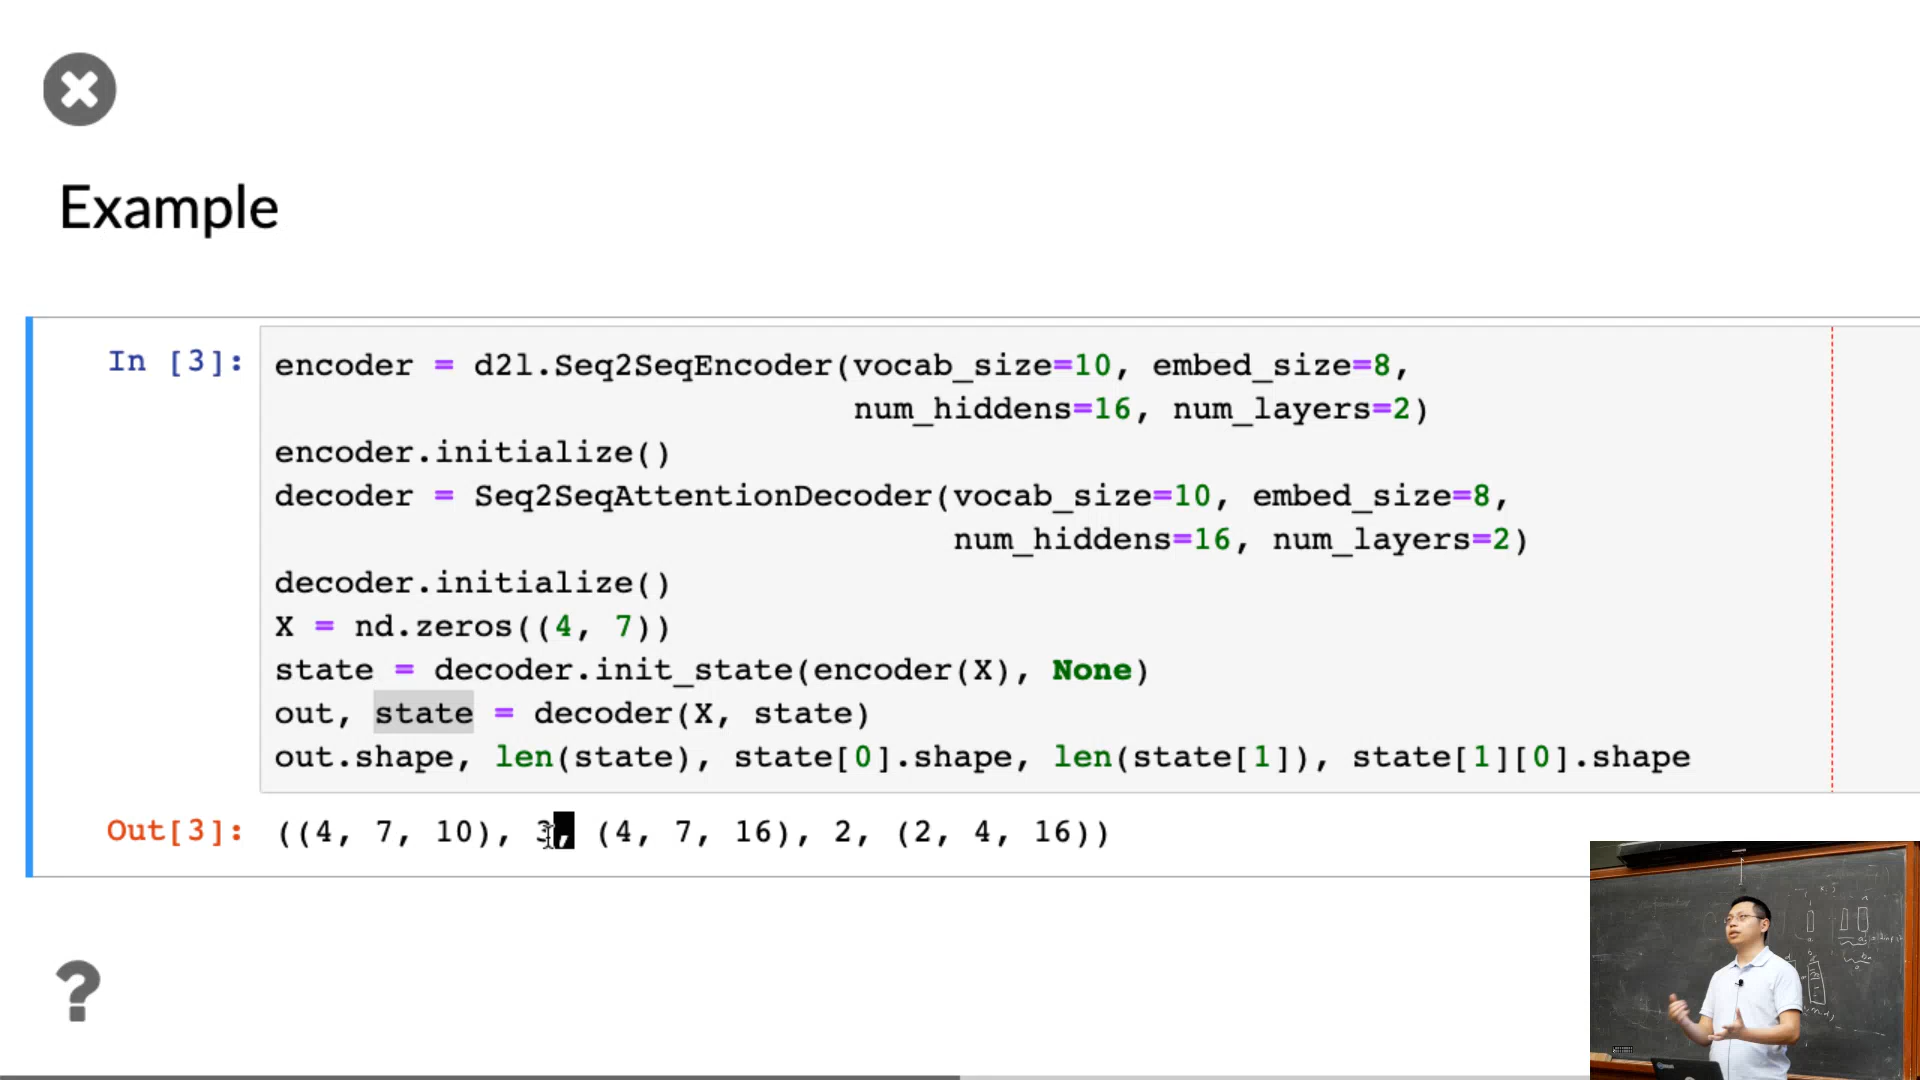 Example
In [3]:
encoder = d2l.Seq2SeqEncoder(vocab_size=10, embed_size=8,
num_hiddens=16, num_layers=2)
encoder.initialize()
decoder = Seq2SeqAttentionDecoder(vocab_size=10, embed_size=8,
num_hiddens=16, num_layers=2)
decoder.initialize()
X = nd.zeros((4, 7))
state = decoder.init_state(encoder(X), None)
out, state = decoder(X, state)
out.shape, len(state), state[0].shape, len(state[1]), state[1][0].shape
Out[3]: ((4, 7, 10), 3, (4, 7, 16), 2, (2, 4, 16))
?